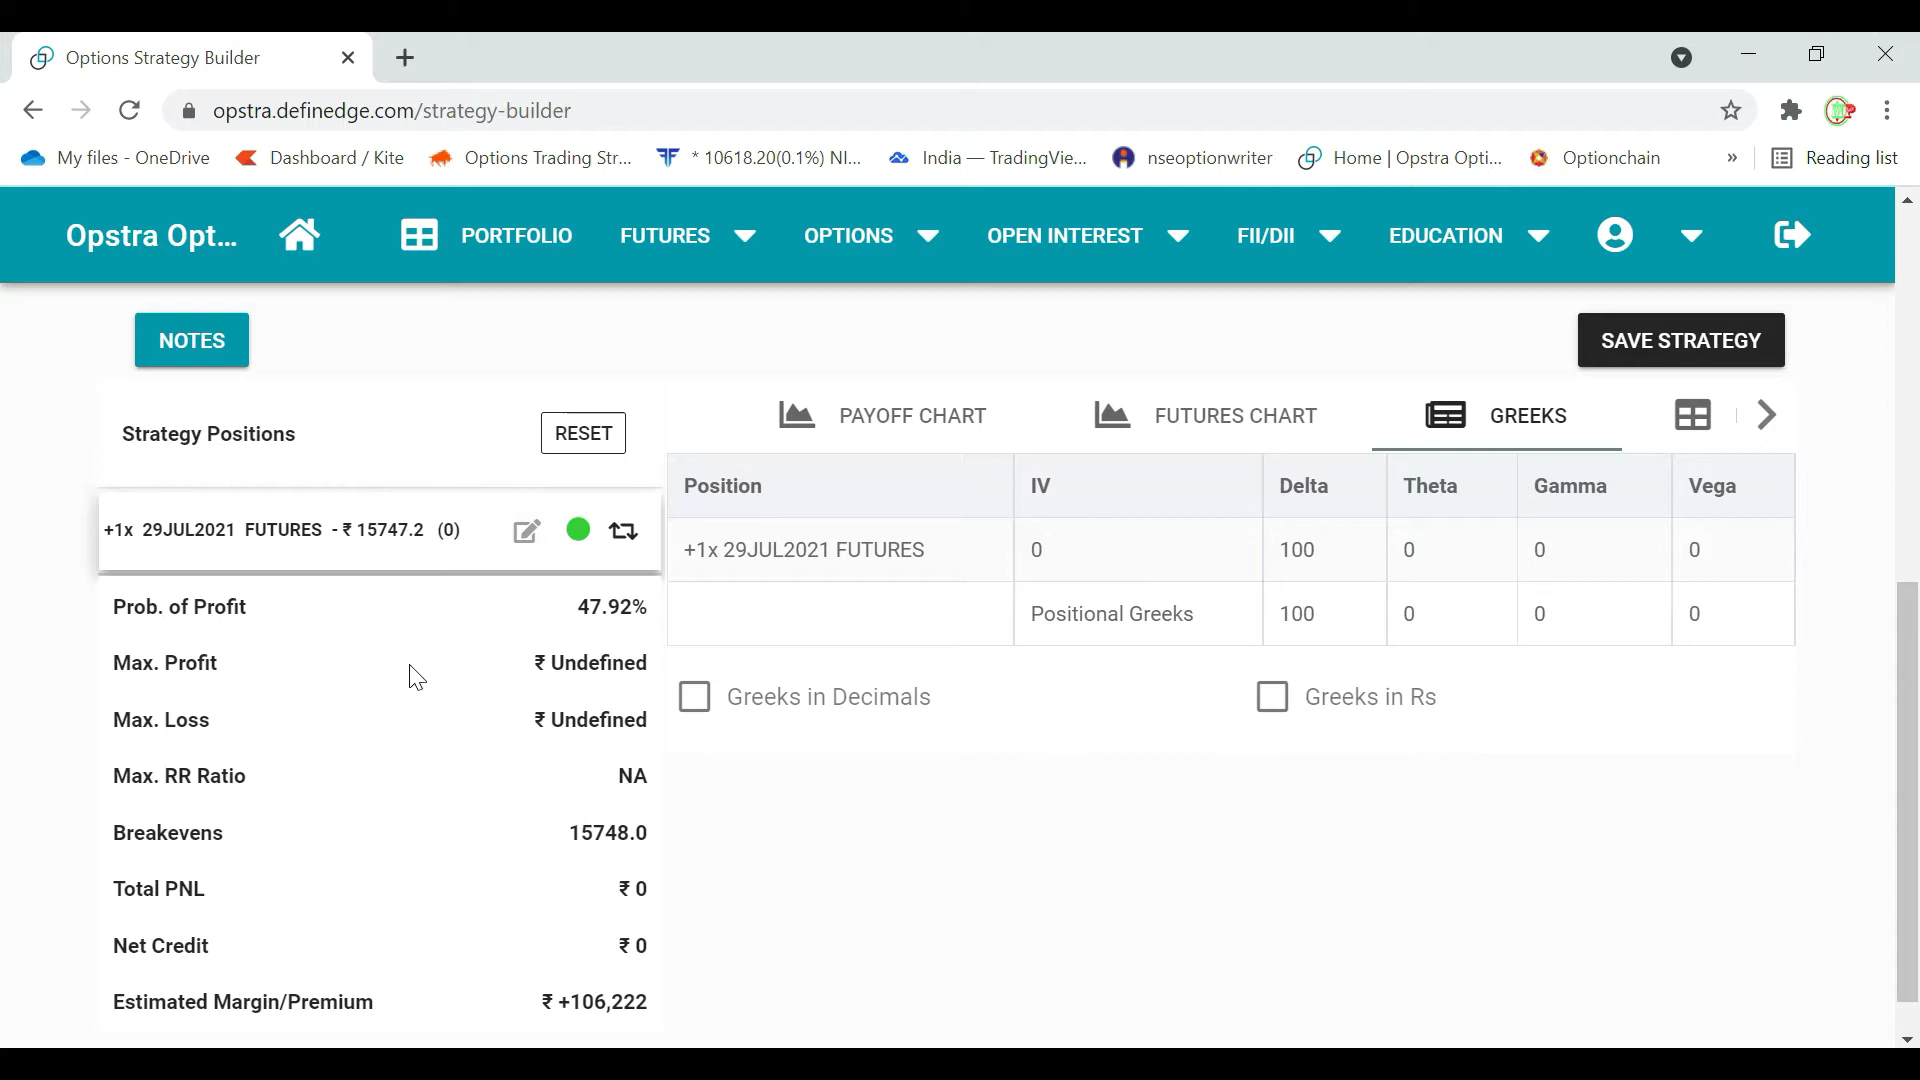 Options Strategy Builder
opstra.definedge.com/strategy-builder
My files - OneDrive Dashboard / Kite Options Trading Str... * 10618.20(0.1%) NI... India — TradingVie... nseoptionwriter Home | Opstra Opti... Optionchain » Reading list
Opstra Opt... PORTFOLIO FUTURES OPTIONS OPEN INTEREST FII/DII EDUCATION
NOTES SAVE STRATEGY
Strategy Positions RESET
PAYOFF CHART FUTURES CHART GREEKS
Position IV Delta Theta Gamma Vega
+1x 29JUL2021 FUTURES - ₹ 15747.2 (0)
+1x 29JUL2021 FUTURES 0 100 0 0 0
Positional Greeks 100 0 0 0
Greeks in Decimals Greeks in Rs
Prob. of Profit 47.92%
Max. Profit ₹ Undefined
Max. Loss ₹ Undefined
Max. RR Ratio NA
Breakevens 15748.0
Total PNL ₹ 0
Net Credit ₹ 0
Estimated Margin/Premium ₹ +106,222